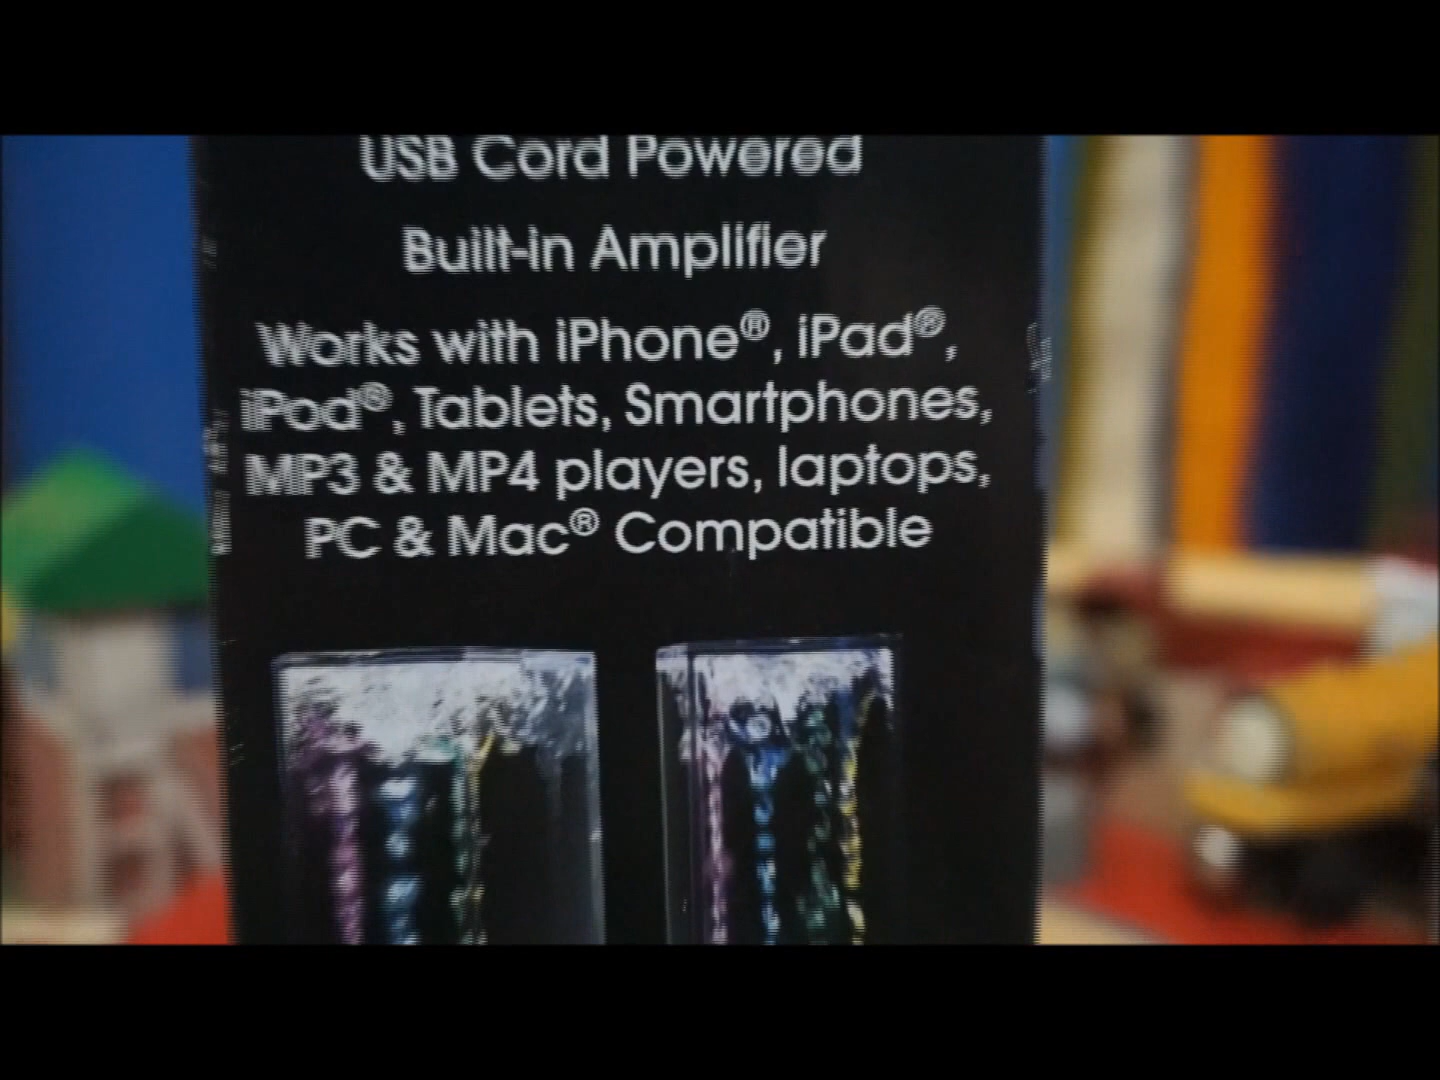 USB Cord Powered
Built-in Amplifier
Works with iPhone®, iPad®,
iPod®, Tablets, Smartphones,
MP3 & MP4 players, laptops,
PC & Mac® Compatible